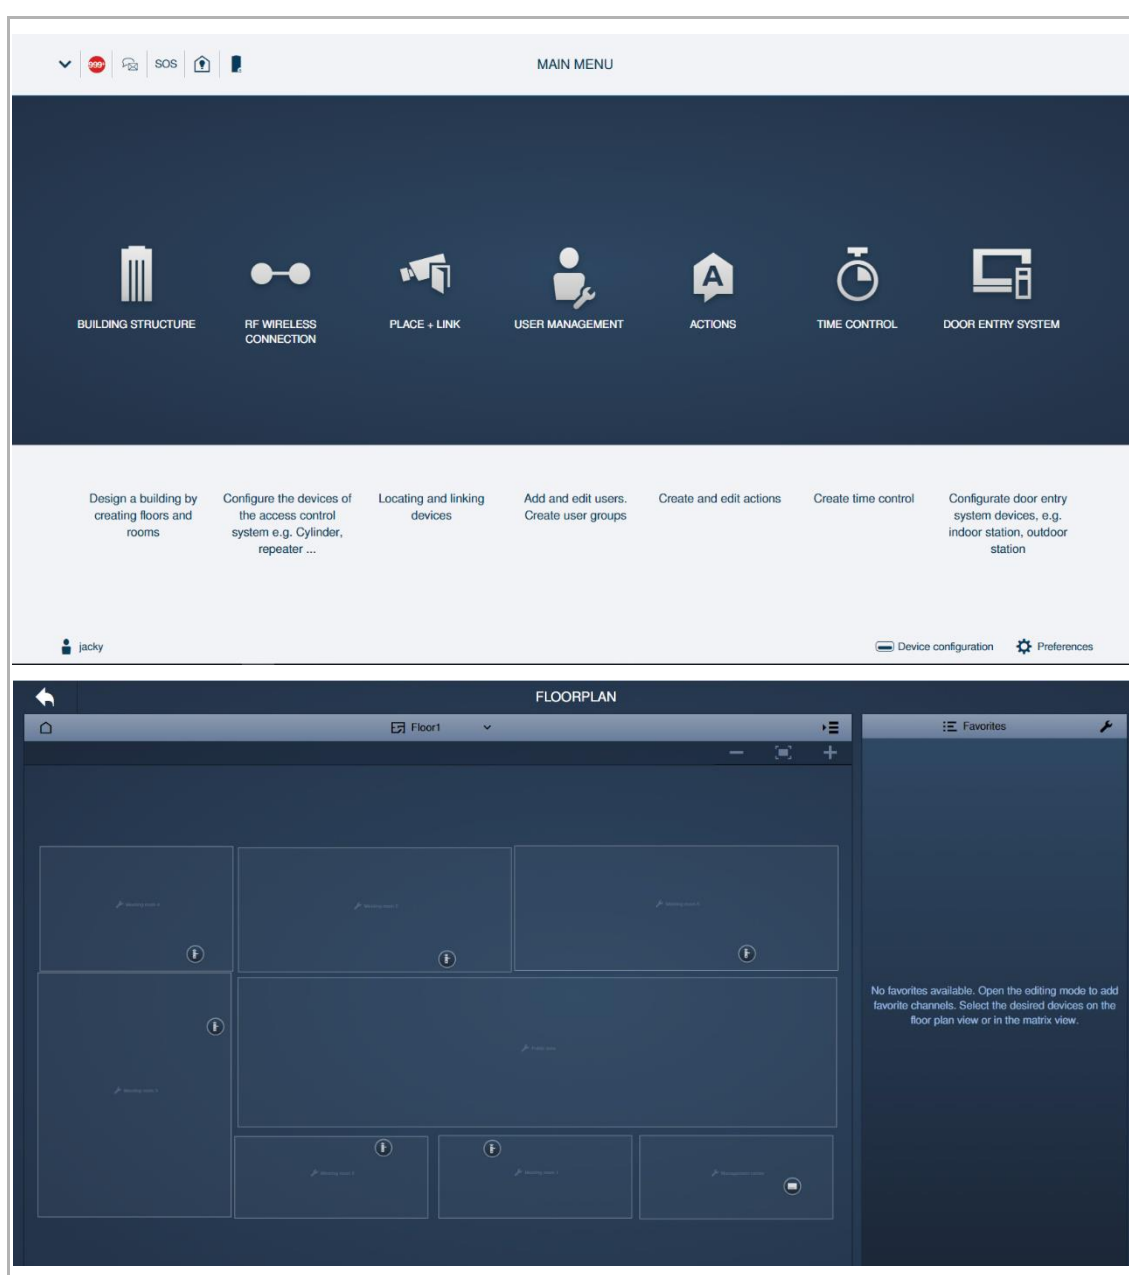 999+
SOS
MAIN MENU
BUILDING STRUCTURE
RF WIRELESS
CONNECTION
PLACE + LINK
USER MANAGEMENT
A
ACTIONS
TIME CONTROL
DOOR ENTRY SYSTEM
Design a building by
creating floors and
rooms
Configure the devices of
the access control
system e.g. Cylinder,
repeater ...
Locating and linking
devices
Add and edit users.
Create user groups
Create and edit actions
Create time control
Configurate door entry
system devices, e.g.
indoor station, outdoor
station
jacky
Device configuration
Preferences
FLOORPLAN
Floor1
Favorites
No favorites available. Open the editing mode to add
favorite channels. Select the desired devices on the
floor plan view or in the matrix view.